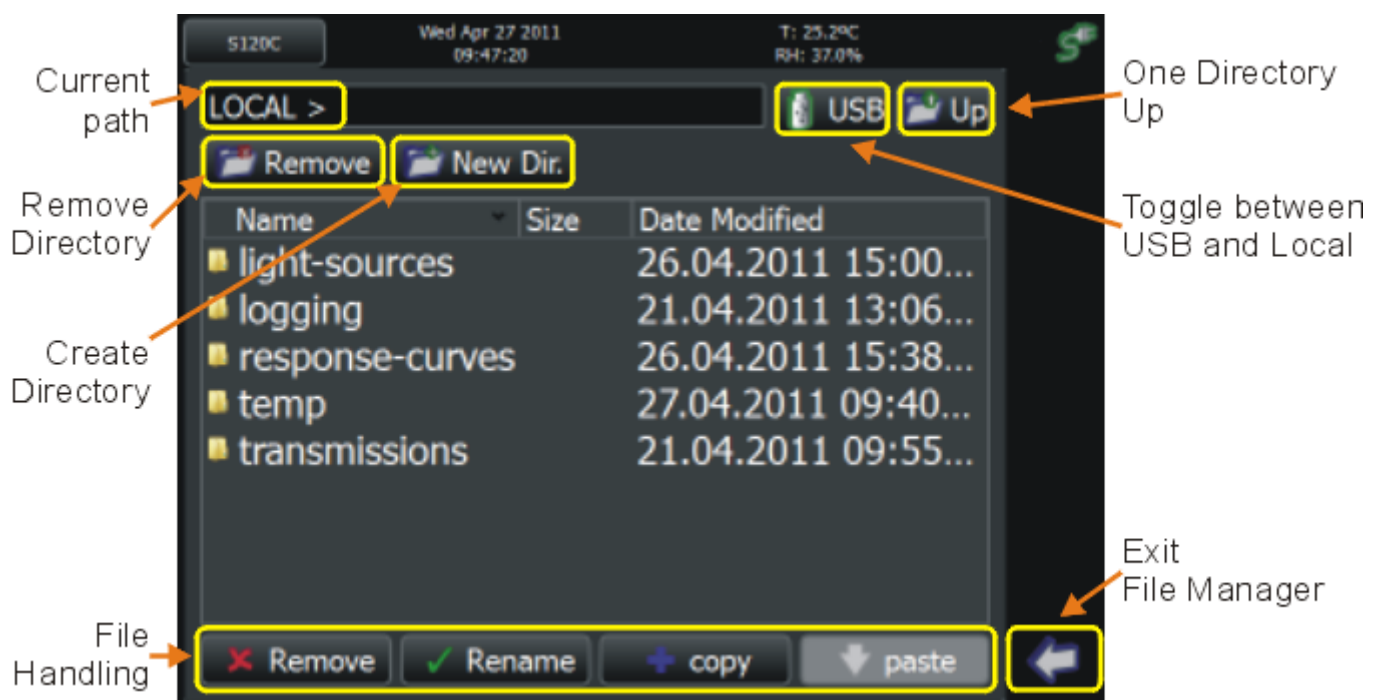 S120C
Wed Apr 27 2011
09:47:20
T: 25.2ºC
RH: 37.0%
Current
path
LOCAL >
USB
Up
One Directory
Up
Remove
New Dir.
Remove
Directory
Toggle between
USB and Local
Name Size Date Modified
light-sources 26.04.2011 15:00...
logging 21.04.2011 13:06...
response-curves 26.04.2011 15:38...
temp 27.04.2011 09:40...
transmissions 21.04.2011 09:55...
Create
Directory
Exit
File Manager
File
Handling
Remove
Rename
copy
paste